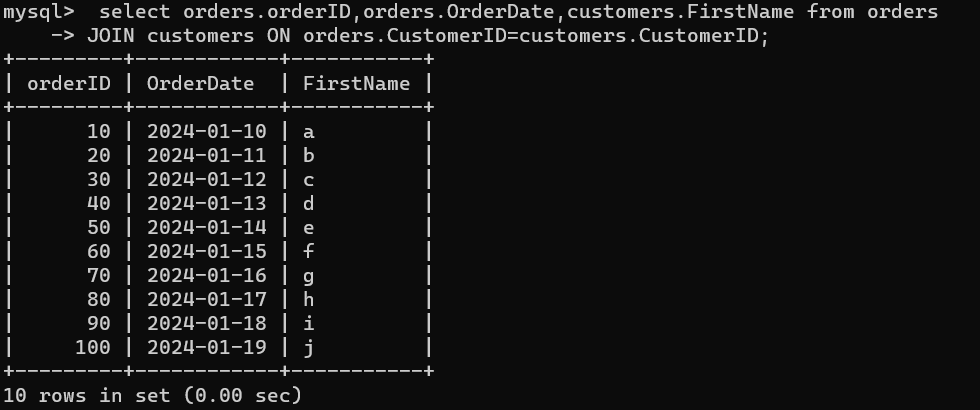 mysql>  select orders.orderID,orders.OrderDate,customers.FirstName from orders
    -> JOIN customers ON orders.CustomerID=customers.CustomerID;
+---------+------------+-----------+
| orderID | OrderDate  | FirstName |
+---------+------------+-----------+
|      10 | 2024-01-10 | a         |
|      20 | 2024-01-11 | b         |
|      30 | 2024-01-12 | c         |
|      40 | 2024-01-13 | d         |
|      50 | 2024-01-14 | e         |
|      60 | 2024-01-15 | f         |
|      70 | 2024-01-16 | g         |
|      80 | 2024-01-17 | h         |
|      90 | 2024-01-18 | i         |
|     100 | 2024-01-19 | j         |
+---------+------------+-----------+
10 rows in set (0.00 sec)